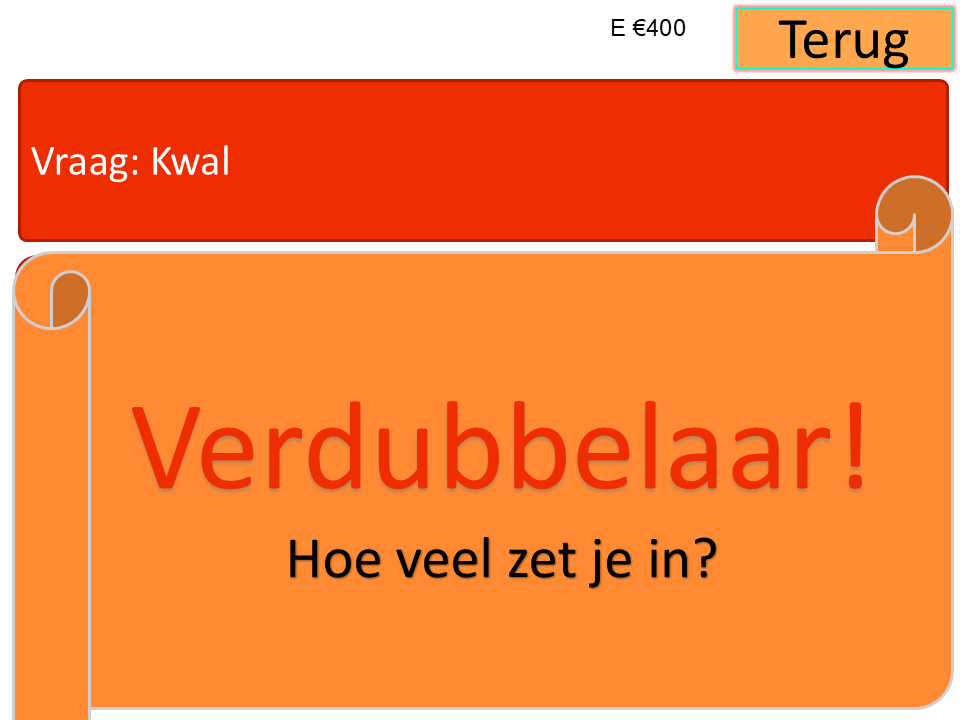 E €400
Terug
Vraag: Kwal
Verdubbelaar!
Hoe veel zet je in?